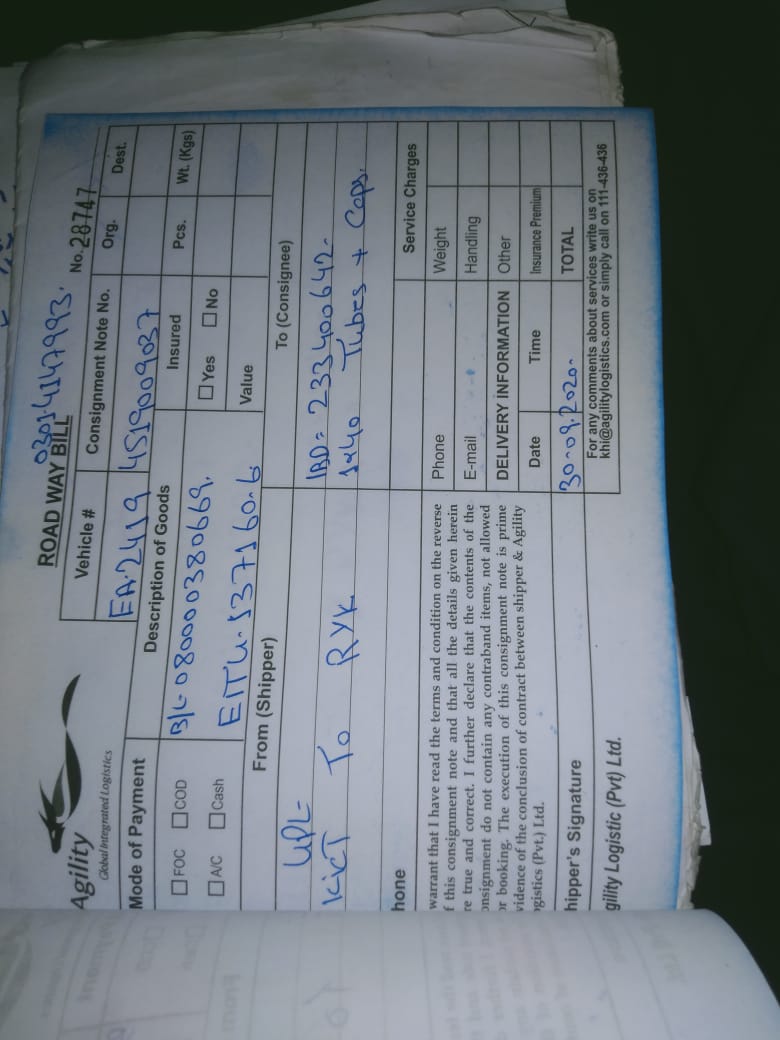 0301-4147993.
ROAD WAY BILL
No. 28747
Agility
Global Integrated Logistics
Vehicle # Consignment Note No. Org. Dest.
EA-2419 4519009037
Mode of Payment Description of Goods Insured Pcs. Wt. (Kgs)
FOC COD B/L-080000380669. Yes No
A/C Cash EITU-137160-6 Value
From (Shipper) To (Consignee)
UPL- IBD= 233400642-
KICT To RYK 1x40 Tubes + Caps.
hone Service Charges
warrant that I have read the terms and condition on the reverse
f this consignment note and that all the details given herein
re true and correct. I further declare that the contents of the
onsignment do not contain any contraband items, not allowed
or booking. The execution of this consignment note is prime
vidence of the conclusion of contract between shipper & Agility
ogistics (Pvt.) Ltd.
Phone Weight
E-mail Handling
DELIVERY INFORMATION Other
Date Time Insurance Premium
30-09.2020- TOTAL
hipper's Signature
For any comments about services write us on
khi@agilitylogistics.com or simply call on 111-436-436
gility Logistic (Pvt) Ltd.